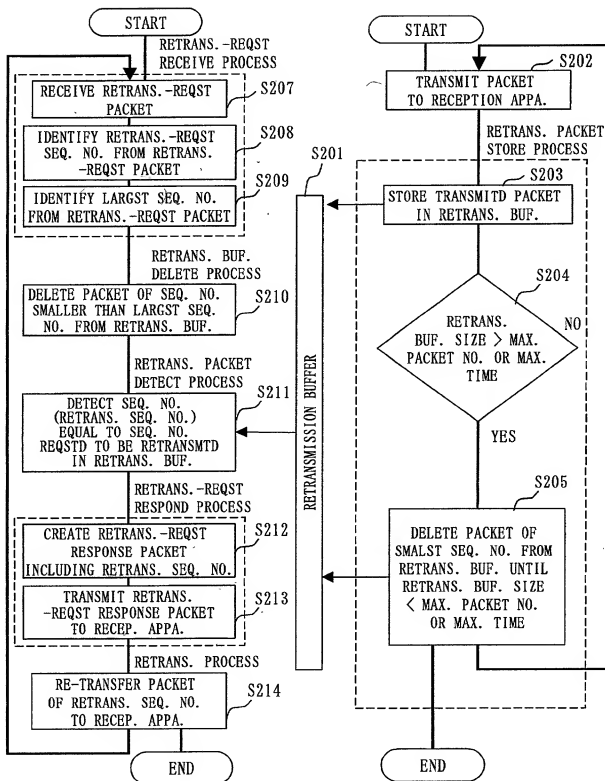 START
RETRANS.-REQST
RECEIVE PROCESS
S207
RECEIVE RETRANS.-REQST
PACKET
S208
IDENTIFY RETRANS.-REQST
SEQ. NO. FROM RETRANS.
-REQST PACKET
S209
IDENTIFY LARGST SEQ. NO.
FROM RETRANS.-REQST PACKET
RETRANS. BUF.
DELETE PROCESS
S210
DELETE PACKET OF SEQ. NO.
SMALLER THAN LARGST SEQ.
NO. FROM RETRANS. BUF.
RETRANS. PACKET
DETECT PROCESS
S211
DETECT SEQ. NO.
(RETRANS. SEQ. NO.)
EQUAL TO SEQ. NO.
REQSTD TO BE RETRANSMTD
IN RETRANS. BUF.
RETRANS.-REQST
RESPOND PROCESS
S212
CREATE RETRANS.-REQST
RESPONSE PACKET
INCLUDING RETRANS. SEQ. NO.
S213
TRANSMIT RETRANS.
-REQST RESPONSE PACKET
TO RECEP. APPA.
RETRANS. PROCESS
S214
RE-TRANSFER PACKET
OF RETRANS. SEQ. NO.
TO RECEP. APPA.
END
S201
RETRANSMISSION BUFFER
START
S202
TRANSMIT PACKET
TO RECEPTION APPA.
RETRANS. PACKET
STORE PROCESS
S203
STORE TRANSMITD PACKET
IN RETRANS. BUF.
S204
RETRANS.
BUF. SIZE > MAX.
PACKET NO. OR MAX.
TIME
NO
YES
S205
DELETE PACKET OF
SMALST SEQ. NO. FROM
RETRANS. BUF. UNTIL
RETRANS. BUF. SIZE
< MAX. PACKET NO.
OR MAX. TIME
END